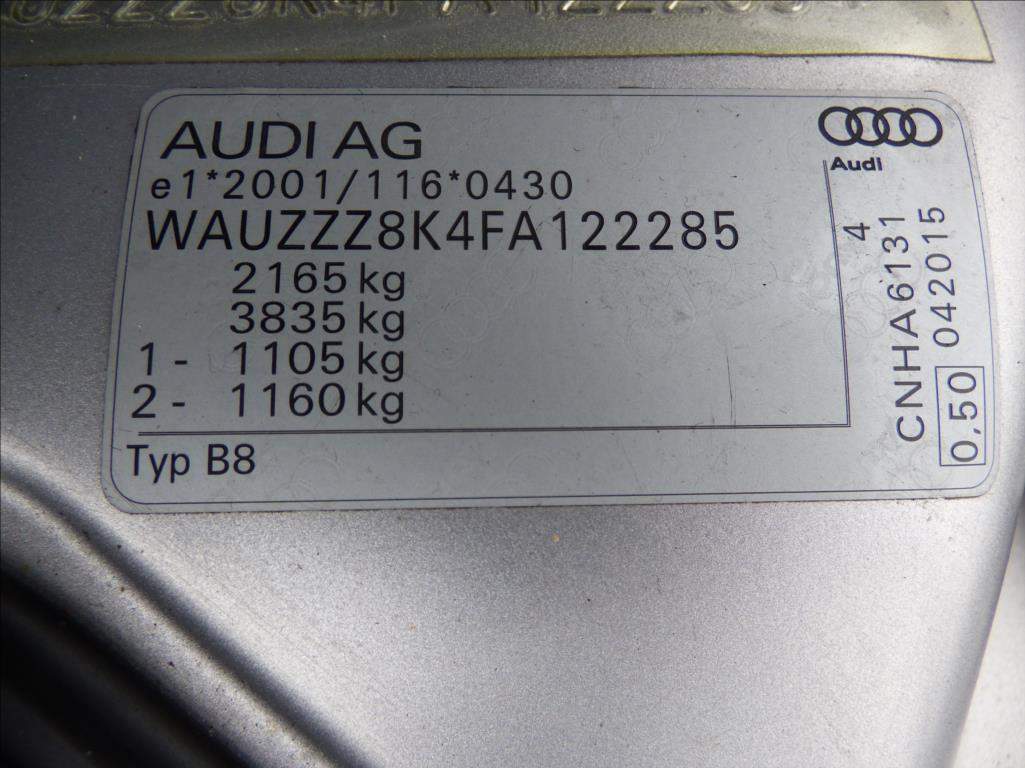 AUDI AG
e1*2001/116*0430
WAUZZZ8K4FA122285
2165 kg
3835 kg
1 - 1105 kg
2 - 1160 kg
Typ B8
Audi
4
CNHA6131
0,50 042015